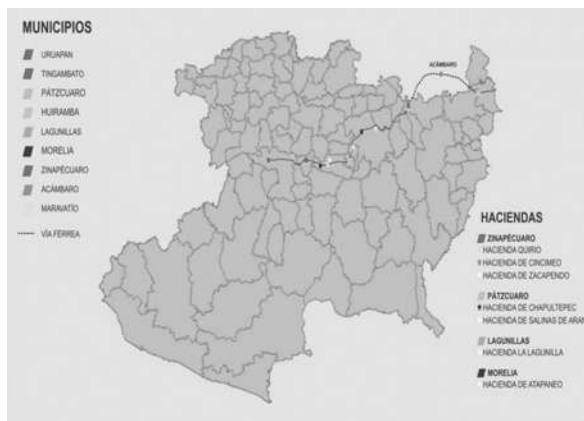 MUNICIPIOS
URUAPAN
TINGAMBATO
PÁTZCUARO
HUIRAMBA
LAGUNILLAS
MORELIA
ZINAPÉCUARO
ACÁMBARO
MARAVATÍO
VÍA FÉRREA
ACÁMBARO
HACIENDAS
ZINAPÉCUARO
HACIENDA QUIRIO
HACIENDA DE CINCIMEO
HACIENDA DE ZACAPENDO
PÁTZCUARO
HACIENDA DE CHAPULTEPEC
HACIENDA DE SALINAS DE ARAN
LAGUNILLAS
HACIENDA LA LAGUNILLA
MORELIA
HACIENDA DE ATAPANEO